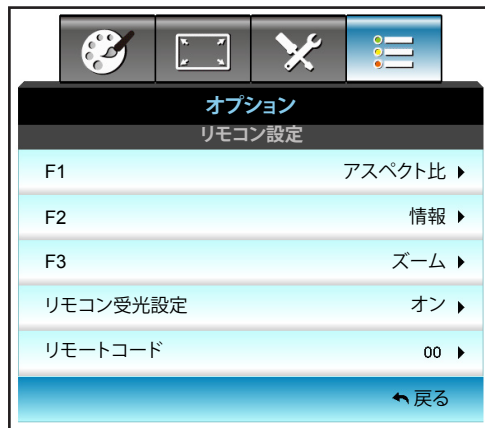 オプション
リモコン設定
F1 アスペクト比
F2 情報
F3 ズーム
リモコン受光設定 オン
リモートコード 00
戻る